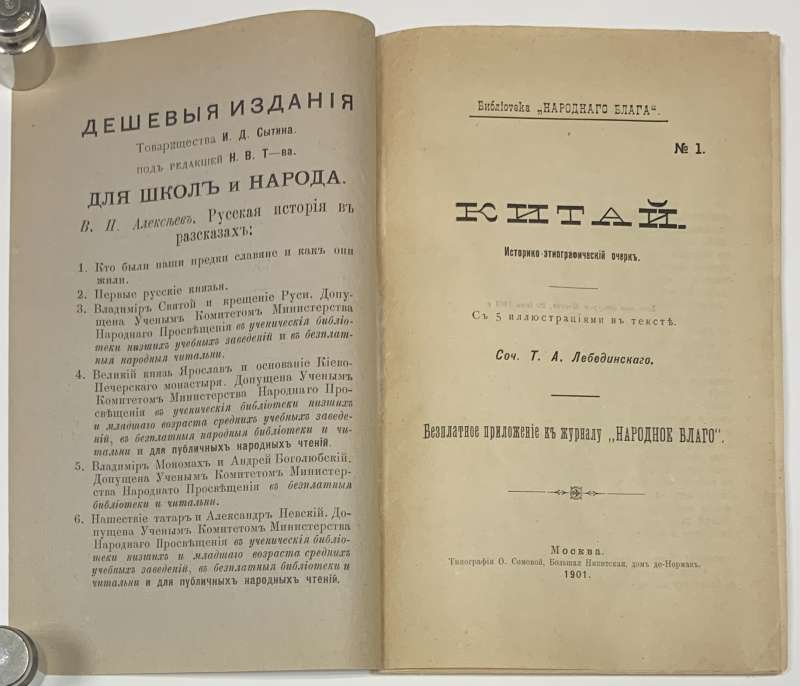 ДЕШЕВЫЯ ИЗДАНІЯ
Товарищества И. Д. Сытина.
подъ редакціей Н. В. Т—ва.
ДЛЯ ШКОЛЪ и НАРОДА.
В. П. Алексѣевъ. Русская исторія въ
разсказахъ:
1. Кто были наши предки славяне и какъ они
жили.
2. Первые русскіе князья.
3. Владиміръ Святой и крещеніе Руси. Допу-
щена Ученымъ Комитетомъ Министерства
Народнаго Просвѣщенія въ ученическія библіо-
теки низшихъ учебныхъ заведеній и въ безплат-
ныя народныя читальни.
4. Великій князь Ярославъ и основаніе Кіево-
Печерскаго монастыря. Допущена Ученымъ
Комитетомъ Министерства Народнаго Про-
свѣщенія въ ученическія библіотеки низшихъ
и младшаго возраста среднихъ учебныхъ заведе-
ній, въ безплатныя народныя библіотеки и чи-
тальни и для публичныхъ народныхъ чтеній.
5. Владиміръ Мономахъ и Андрей Боголюбскій.
Допущена Ученымъ Комитетомъ Министер-
ства Народнаго Просвѣщенія въ безплатныя
библіотеки и читальни.
6. Нашествіе татаръ и Александръ Невскій. До-
пущена Ученымъ Комитетомъ Министерства
Народнаго Просвѣщенія въ ученическія библіо-
теки низшихъ и младшаго возраста среднихъ
учебныхъ заведеній, въ безплатныя библіотеки и
читальни и для публичныхъ народныхъ чтеній.
Библіотека „НАРОДНАГО БЛАГА“.
№ 1.
КИТАЙ.
Историко-этнографическій очеркъ.
Съ 5 иллюстраціями въ текстѣ.
Соч. Т. А. Лебединскаго.
Безплатное приложеніе къ журналу „НАРОДНОЕ БЛАГО“.
Москва.
Типографія О. Сомовой, Большая Никитская, домъ де-Норманъ.
1901.